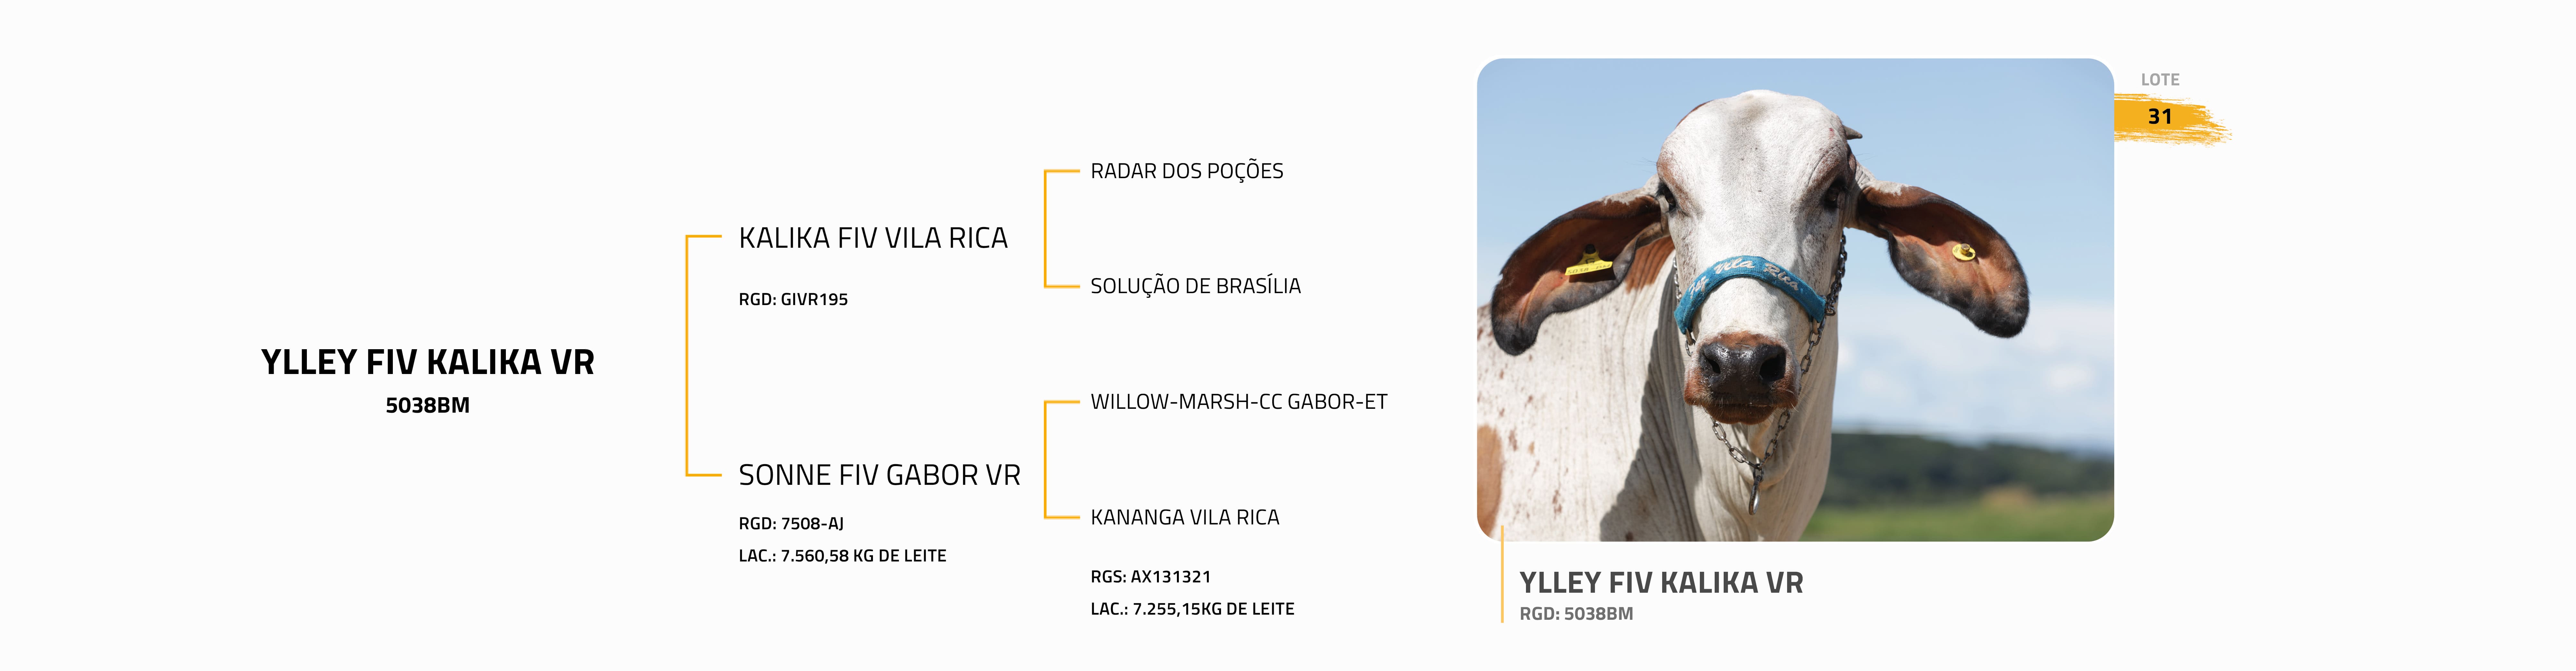 YLLEY FIV KALIKA VR
5038BM
KALIKA FIV VILA RICA
RGD: GIVR195
SONNE FIV GABOR VR
RGD: 7508-AJ
LAC.: 7.560,58 KG DE LEITE
RADAR DOS POÇÕES
SOLUÇÃO DE BRASÍLIA
WILLOW-MARSH-CC GABOR-ET
KANANGA VILA RICA
RGS: AX131321
LAC.: 7.255,15KG DE LEITE
Vila Rica
LOTE
31
YLLEY FIV KALIKA VR
RGD: 5038BM